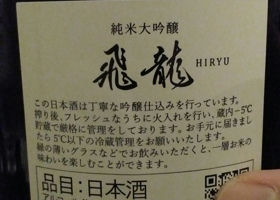 純米大吟醸
飛龍 HIRYU
この日本酒は丁寧な吟醸仕込みを行っています。
搾り後、フレッシュなうちに火入れを行い、蔵内−5℃
貯蔵で厳格に管理をしております。お手元に届きまし
たら5℃以下の冷蔵管理をお願いいたします。
縁の薄いグラスなどでお飲みいただくと、一層お米の
味わいを楽しむことができます。
品目:日本酒